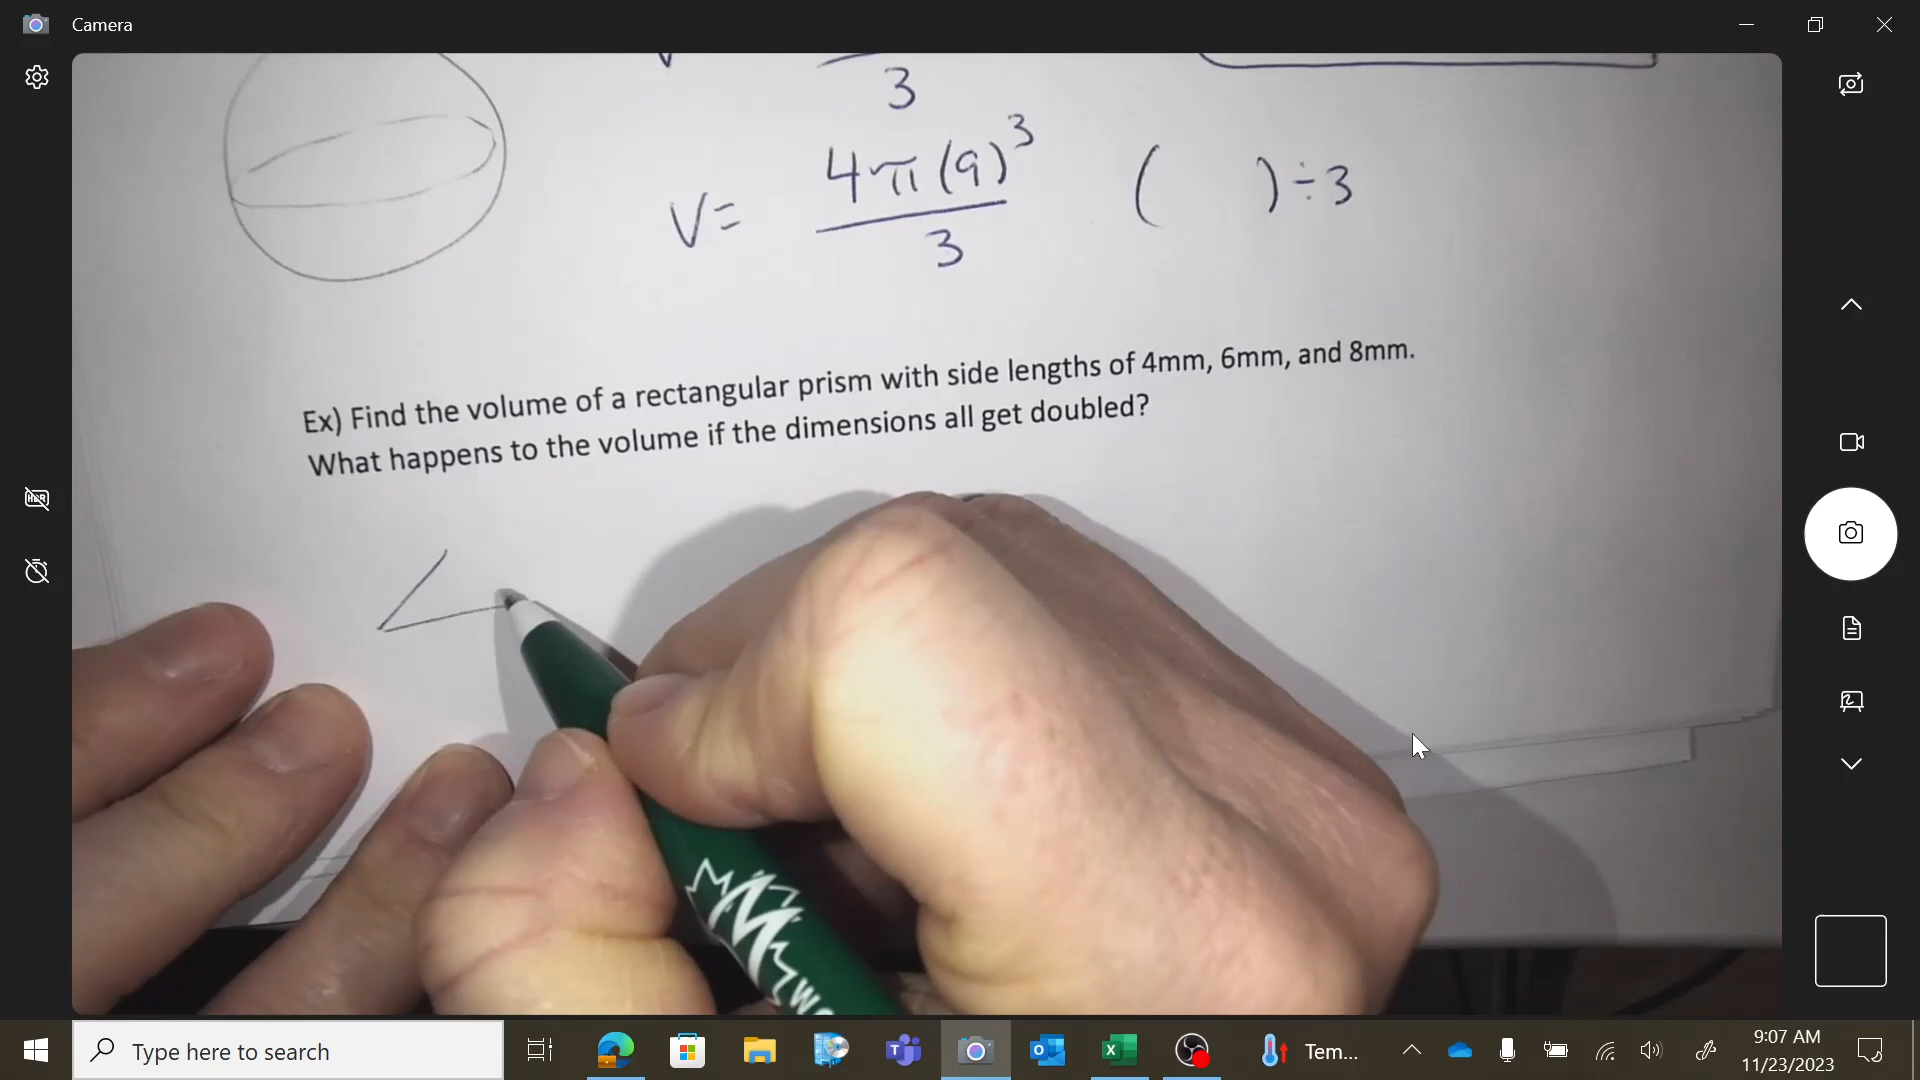 Camera
3
V= 4π(9)³ ( ) ÷ 3
3
Ex) Find the volume of a rectangular prism with side lengths of 4mm, 6mm, and 8mm.
What happens to the volume if the dimensions all get doubled?
Type here to search
Tem...
9:07 AM
11/23/2023